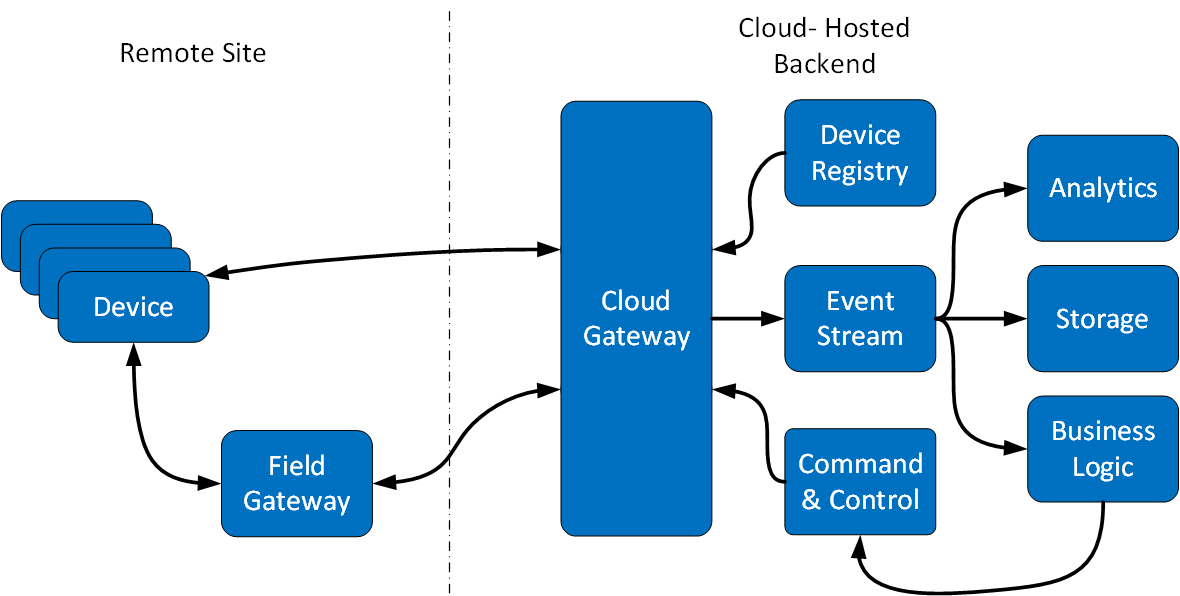 Remote Site
Cloud- Hosted
Backend
Device
Registry
Analytics
Device
Cloud
Gateway
Event
Stream
Storage
Field
Gateway
Command
& Control
Business
Logic